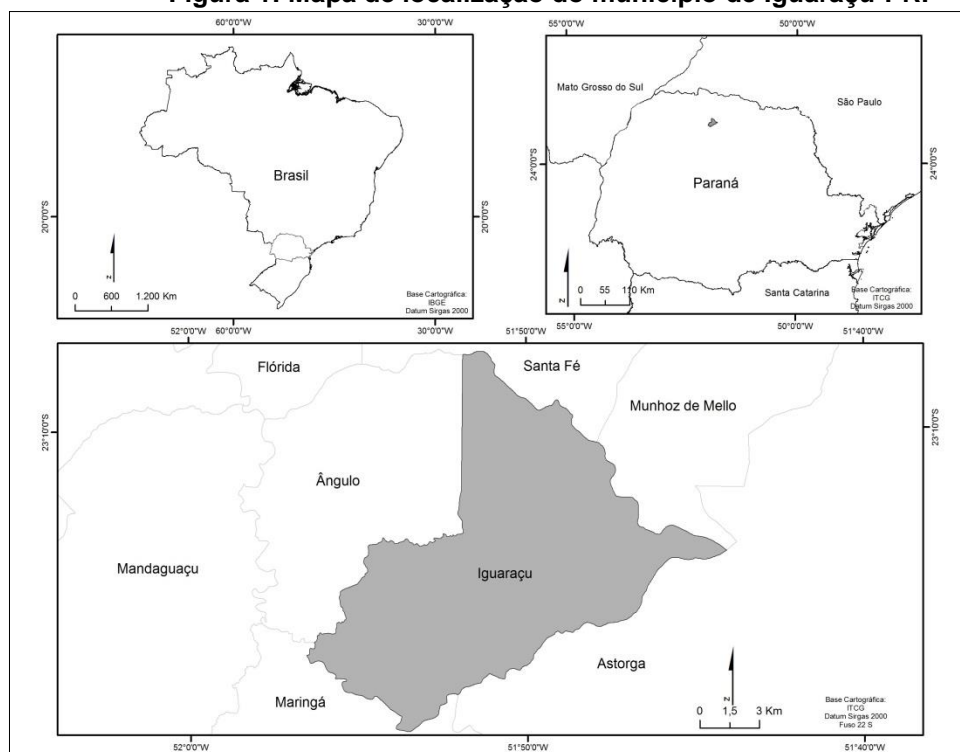 Figura 1. Mapa de localização do município de Iguaraçu-PR.
60°0'0"W
30°0'0"W
Brasil
20°0'0"S
20°0'0"S
N
0 600 1.200 Km
Base Cartográfica:
IBGE
Datum Sirgas 2000
60°0'0"W
30°0'0"W
55°0'0"W
50°0'0"W
Mato Grosso do Sul
São Paulo
24°0'0"S
24°0'0"S
Paraná
N
0 55 110 Km
Santa Catarina
Base Cartográfica:
ITCG
Datum Sirgas 2000
55°0'0"W
50°0'0"W
52°0'0"W
51°50'0"W
51°40'0"W
Flórida
Santa Fé
Munhoz de Mello
23°10'0"S
23°10'0"S
Ângulo
Mandaguaçu
Iguaraçu
Astorga
Maringá
N
0 1,5 3 Km
Base Cartográfica:
ITCG
Datum Sirgas 2000
Fuso 22 S
52°0'0"W
51°50'0"W
51°40'0"W